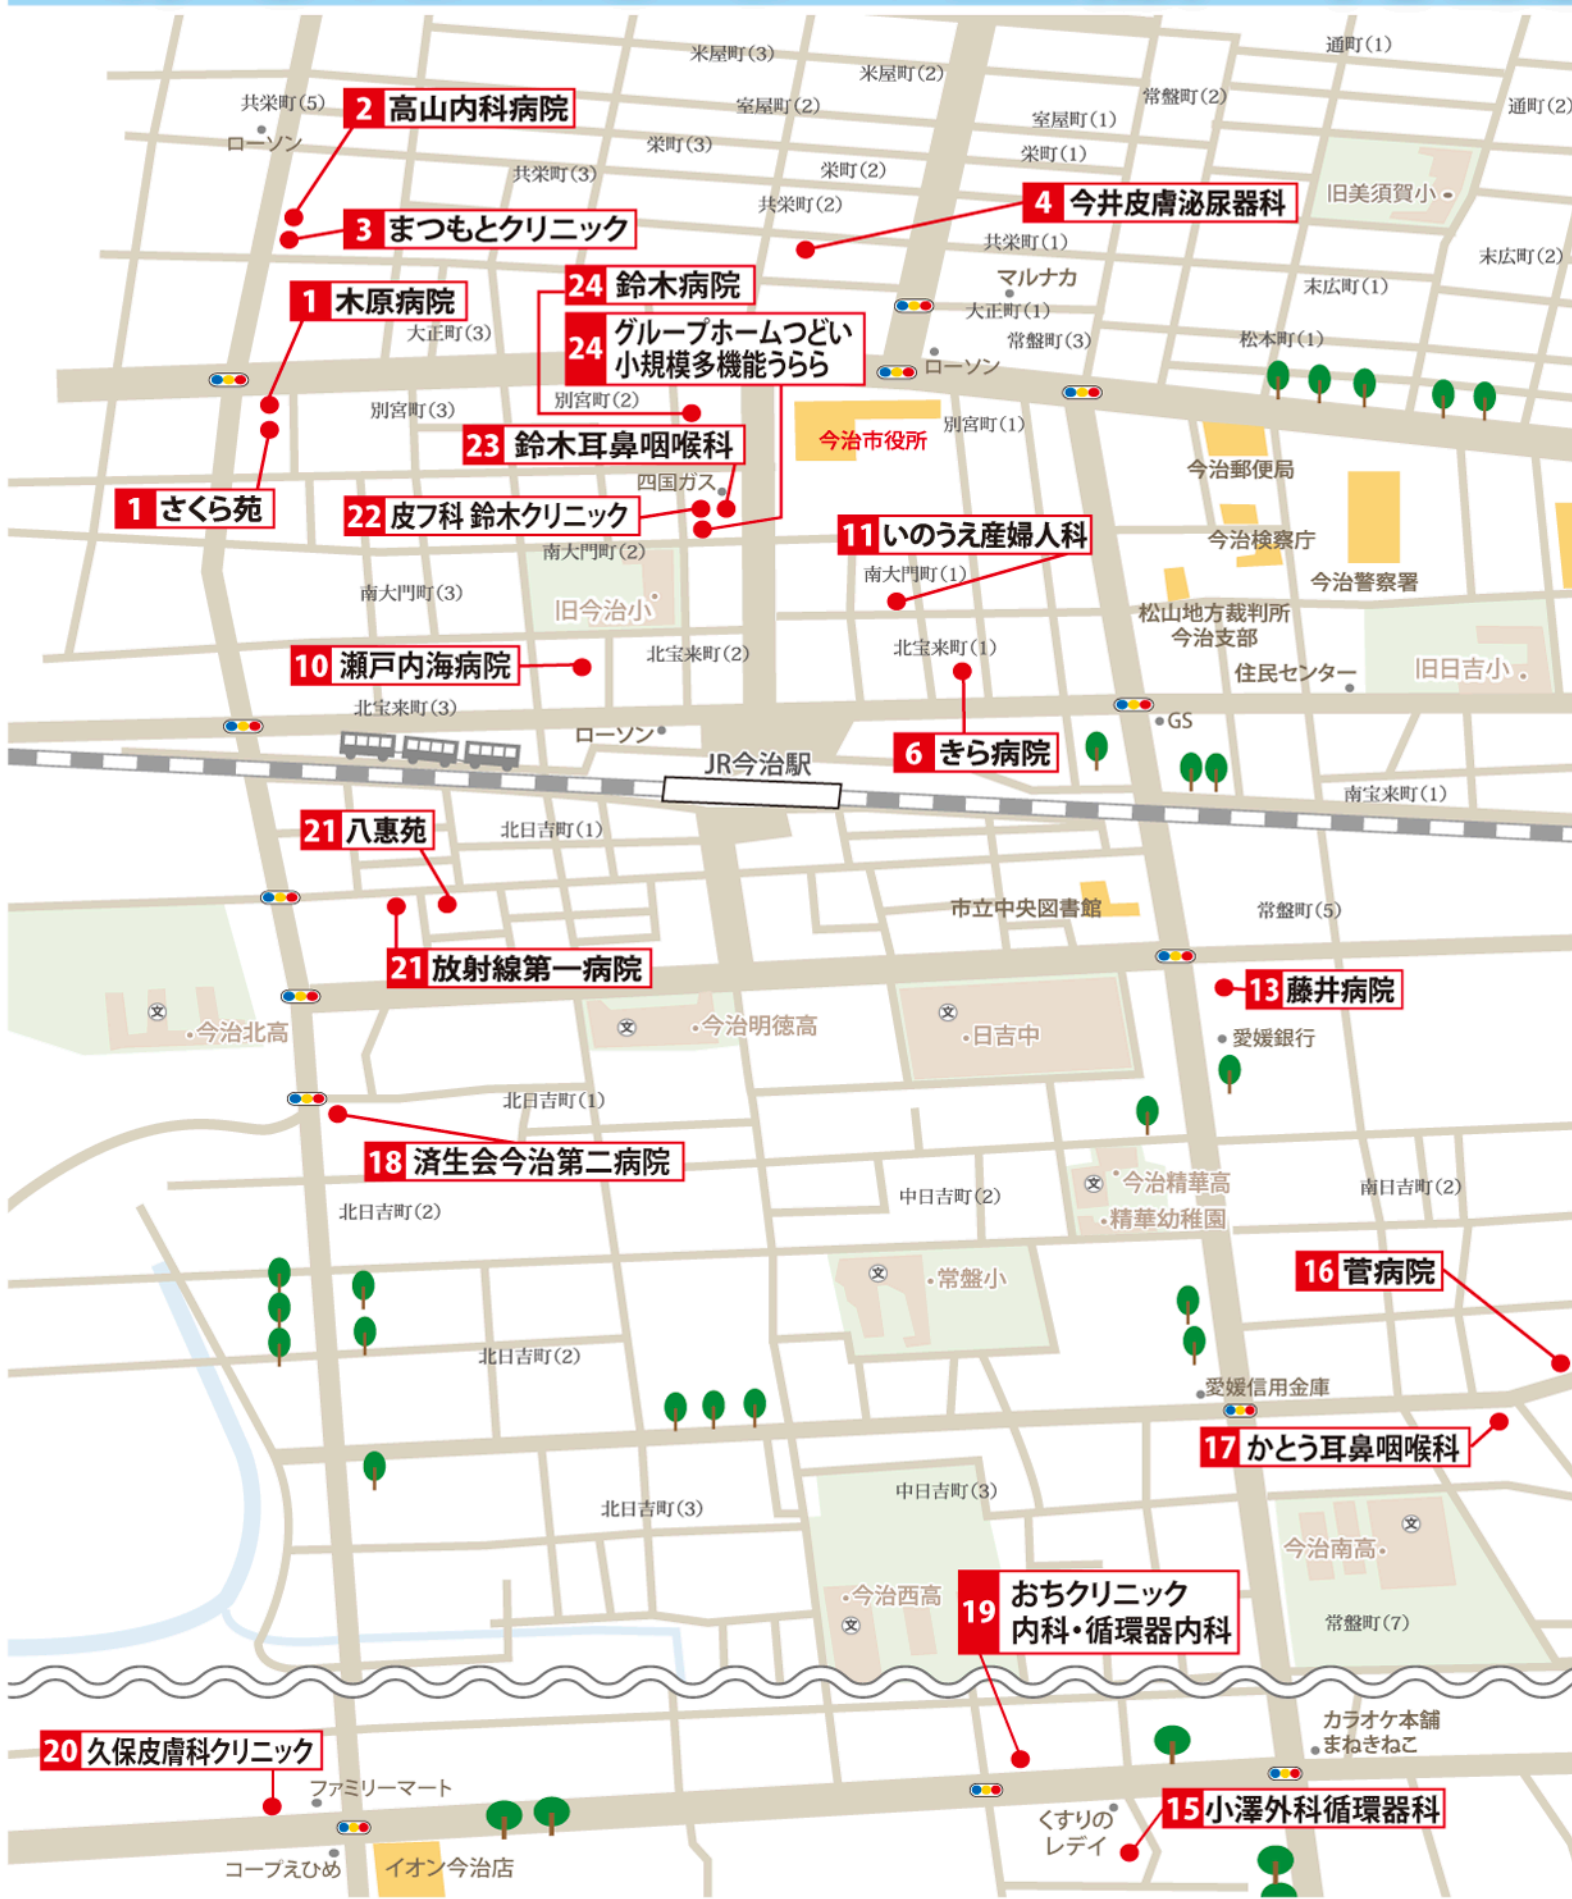 通町(1)
米屋町(3)
米屋町(2)
常盤町(2)
共栄町(5)
2 高山内科病院
室屋町(2)
室屋町(1)
通町(2)
ローソン
栄町(3)
栄町(1)
共栄町(3)
栄町(2)
旧美須賀小
共栄町(2)
4 今井皮膚泌尿器科
3 まつもとクリニック
共栄町(1)
末広町(2)
マルナカ
24 鈴木病院
末広町(1)
1 木原病院
大正町(1)
大正町(3)
24 グループホームつどい
小規模多機能うらら
常盤町(3)
松本町(1)
ローソン
別宮町(3)
別宮町(2)
今治市役所
別宮町(1)
23 鈴木耳鼻咽喉科
今治郵便局
四国ガス
1 さくら苑
22 皮フ科 鈴木クリニック
11 いのうえ産婦人科
今治検察庁
南大門町(2)
南大門町(1)
今治警察署
南大門町(3)
旧今治小
松山地方裁判所
今治支部
10 瀬戸内海病院
北宝来町(2)
北宝来町(1)
住民センター
旧日吉小
北宝来町(3)
ローソン
GS
6 きら病院
JR今治駅
南宝来町(1)
21 八惠苑
北日吉町(1)
市立中央図書館
常盤町(5)
21 放射線第一病院
13 藤井病院
今治北高
今治明徳高
日吉中
愛媛銀行
北日吉町(1)
18 済生会今治第二病院
今治精華高
中日吉町(2)
南日吉町(2)
北日吉町(2)
精華幼稚園
16 菅病院
常盤小
北日吉町(2)
愛媛信用金庫
17 かとう耳鼻咽喉科
中日吉町(3)
北日吉町(3)
今治南高
今治西高
19 おちクリニック
内科・循環器内科
常盤町(7)
カラオケ本舗
まねきねこ
20 久保皮膚科クリニック
ファミリーマート
くすりの
レデイ
15 小澤外科循環器科
コープえひめ
イオン今治店